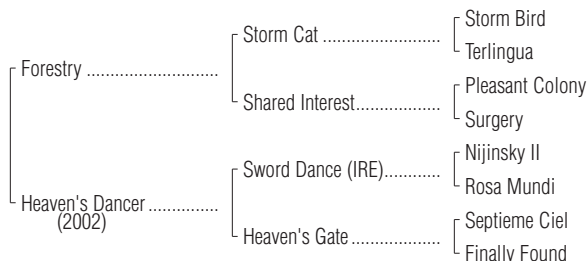 Storm Bird
Storm Cat ........................................
Terlingua
Forestry .............................................
Pleasant Colony
Shared Interest............................
Surgery
Nijinsky II
Sword Dance (IRE)....................
Rosa Mundi
Heaven's Dancer .......................
(2002)
Septieme Ciel
Heaven's Gate ..............................
Finally Found